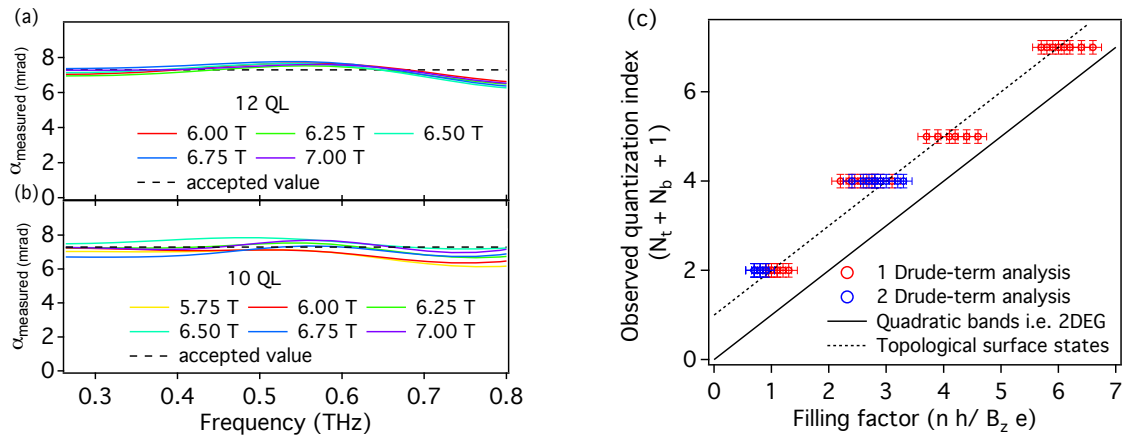 (a)
α measured (mrad)
8
6
4
2
0
12 QL
6.00 T 6.25 T 6.50 T
6.75 T 7.00 T
accepted value
(b)
α measured (mrad)
8
6
4
2
0
10 QL
5.75 T 6.00 T 6.25 T
6.50 T 6.75 T 7.00 T
accepted value
0.3 0.4 0.5 0.6 0.7 0.8
Frequency (THz)
(c)
Observed quantization index
(Nt + Nb + 1)
6
4
2
0
1 Drude-term analysis
2 Drude-term analysis
Quadratic bands i.e. 2DEG
Topological surface states
0 1 2 3 4 5 6 7
Filling factor (n h/ Bz e)